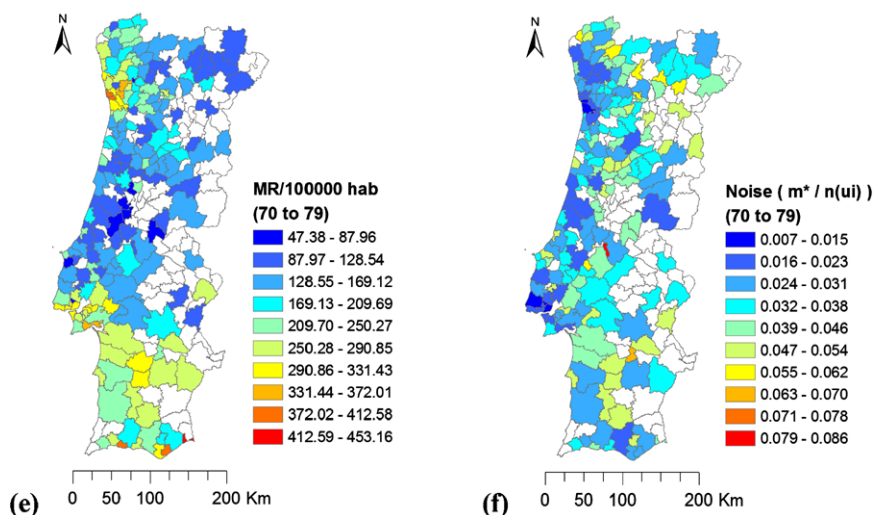 N
MR/100000 hab
(70 to 79)
47.38 - 87.96
87.97 - 128.54
128.55 - 169.12
169.13 - 209.69
209.70 - 250.27
250.28 - 290.85
290.86 - 331.43
331.44 - 372.01
372.02 - 412.58
412.59 - 453.16
0 50 100 200 Km
(e)
N
Noise ( m* / n(ui) )
(70 to 79)
0.007 - 0.015
0.016 - 0.023
0.024 - 0.031
0.032 - 0.038
0.039 - 0.046
0.047 - 0.054
0.055 - 0.062
0.063 - 0.070
0.071 - 0.078
0.079 - 0.086
0 50 100 200 Km
(f)